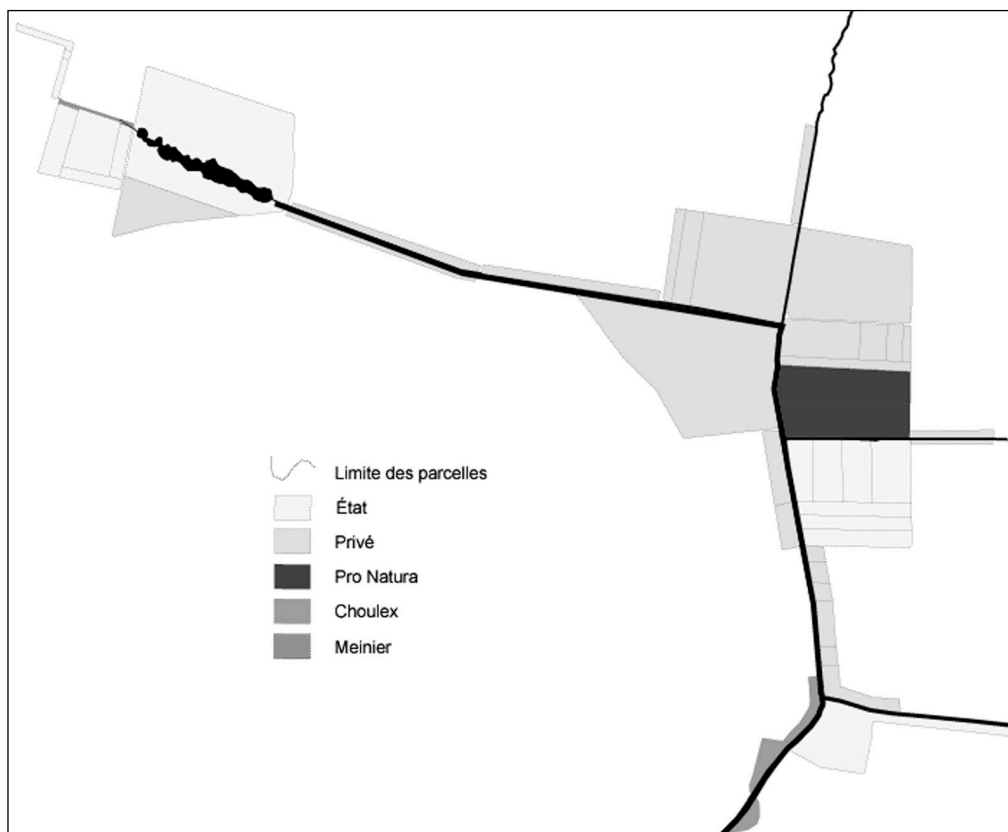 Limite des parcelles
État
Privé
Pro Natura
Choulex
Meinier